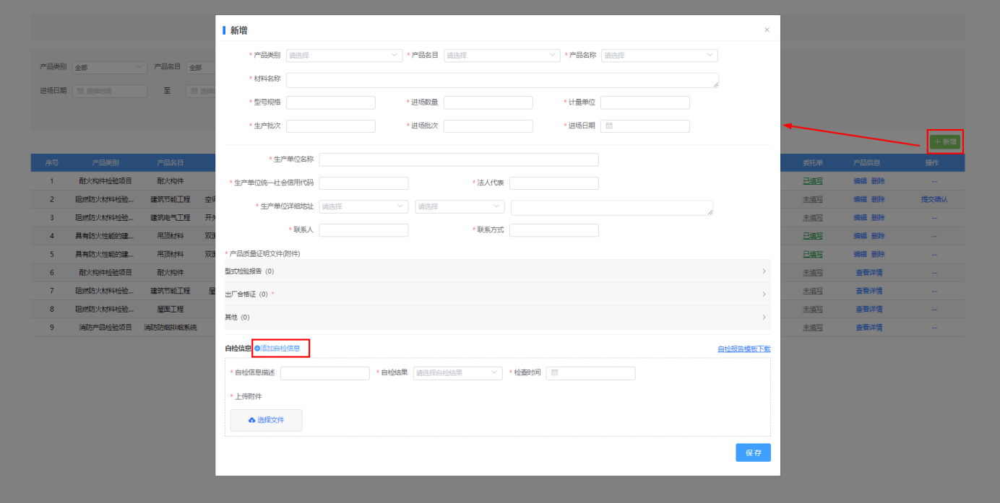 新增
×
* 产品类别 请选择 * 产品名目 请选择 * 产品名称 请选择
产品类别 全部 产品名目 全部
* 材料名称
进场日期 选择时间 至
* 型号规格 * 进场数量 * 计量单位
* 生产批次 * 进场批次 * 进场日期
+ 新增
* 生产单位名称
序号 产品类别 产品名目 委托单 产品信息 操作
* 生产单位统一社会信用代码 * 法人代表
1 耐火构件检验项目 耐火构件 已填写 编辑 删除 --
2 阻燃防火材料检验... 建筑节能工程 未填写 编辑 删除 提交确认
* 生产单位详细地址 请选择 请选择
3 阻燃防火材料检验... 建筑电气工程 未填写 编辑 删除 --
* 联系人 * 联系方式
4 具有防火性能的建... 吊顶材料 已填写 编辑 删除 --
5 具有防火性能的建... 吊顶材料 已填写 编辑 删除 --
* 产品质量证明文件(附件)
型式检验报告（0）
6 耐火构件检验项目 耐火构件 未填写 查看详情 --
7 阻燃防火材料检验... 建筑节能工程 未填写 查看详情 --
出厂合格证（0） *
8 阻燃防火材料检验... 屋面工程 未填写 查看详情 --
其他（0）
9 消防产品检验项目 消防防烟排烟系统 未填写 查看详情 --
自检信息 添加自检信息 自检报告模板下载
* 自检信息描述 * 自检结果 请选择自检结果 * 检查时间
* 上传附件
选择文件
保存